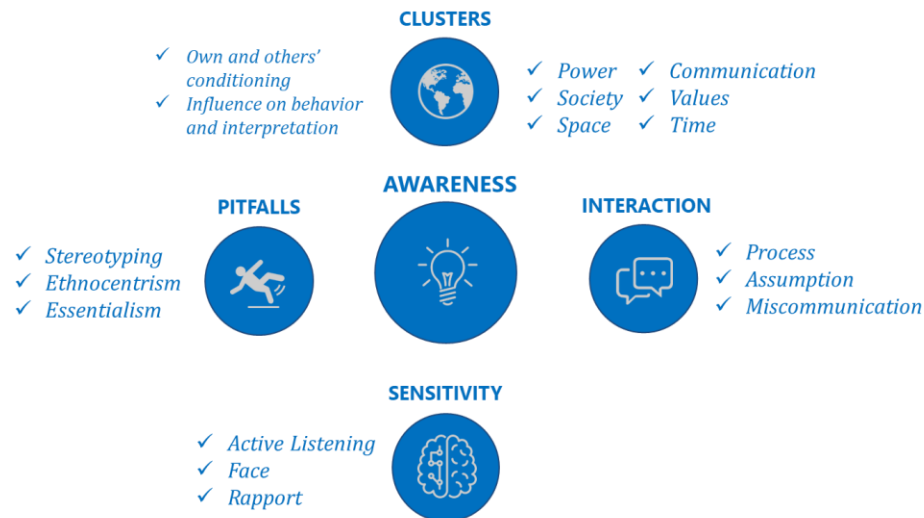 CLUSTERS
Own and others'
conditioning
Influence on behavior
and interpretation
Power
Society
Space
Communication
Values
Time
AWARENESS
PITFALLS
Stereotyping
Ethnocentrism
Essentialism
INTERACTION
Process
Assumption
Miscommunication
SENSITIVITY
Active Listening
Face
Rapport